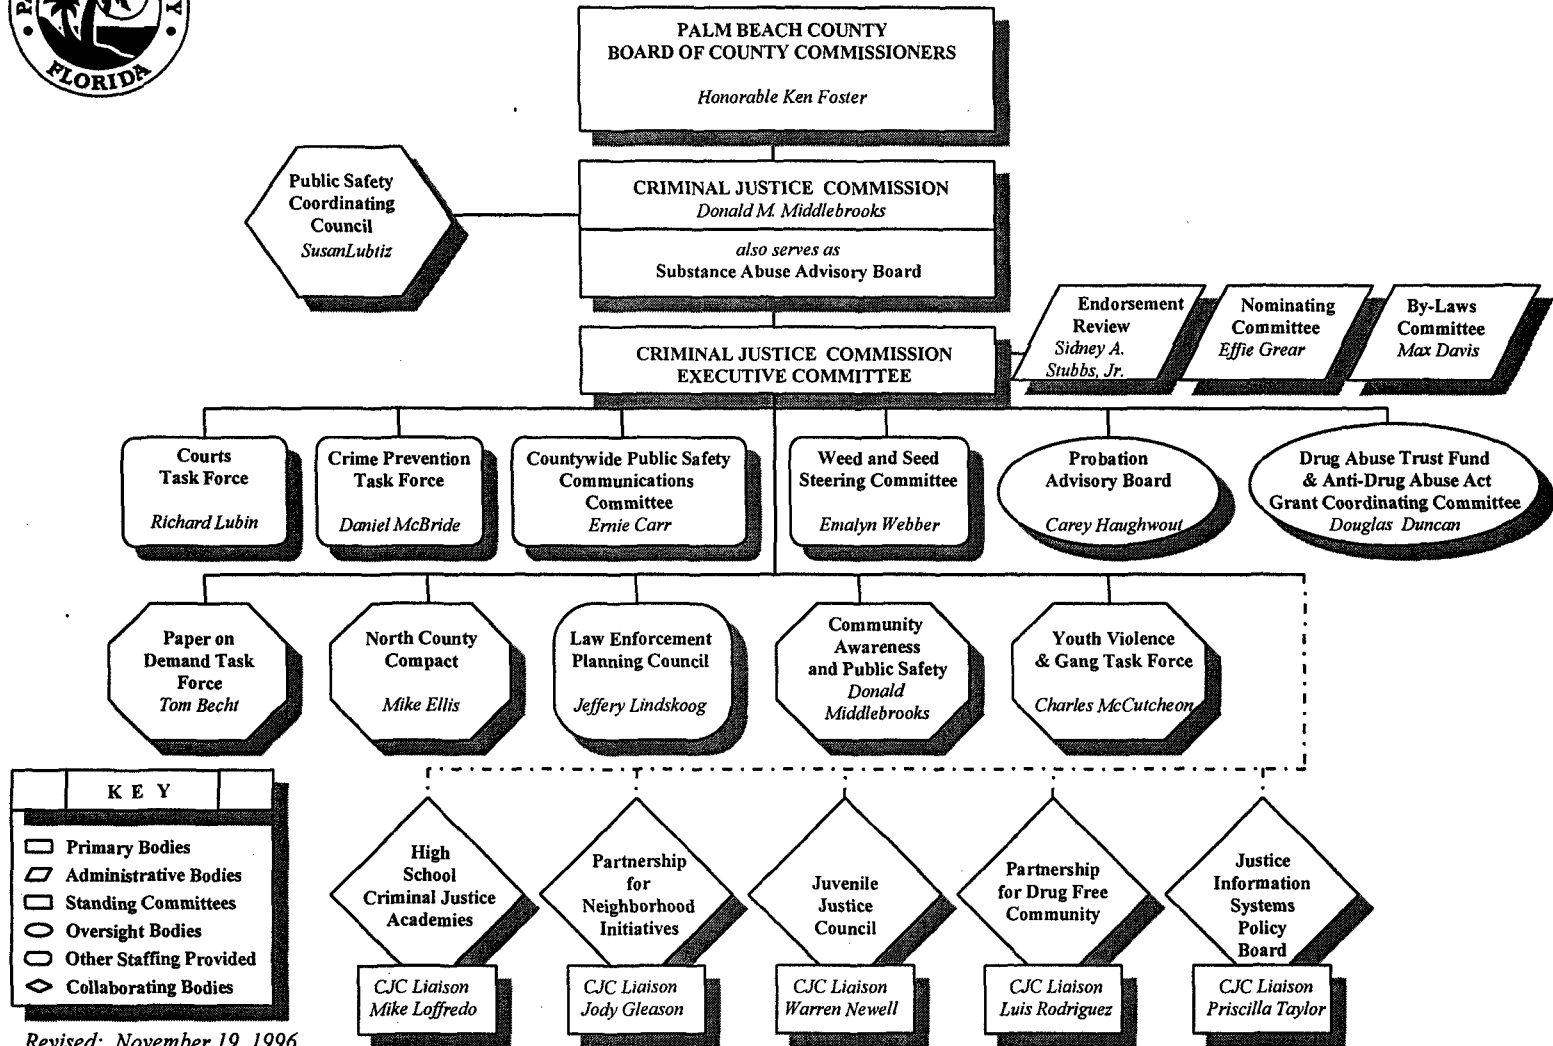 FLORIDA
PALM BEACH COUNTY
BOARD OF COUNTY COMMISSIONERS
Honorable Ken Foster
Public Safety
Coordinating
Council
SusanLubtiz
CRIMINAL JUSTICE COMMISSION
Donald M. Middlebrooks
also serves as
Substance Abuse Advisory Board
CRIMINAL JUSTICE COMMISSION
EXECUTIVE COMMITTEE
Endorsement
Review
Sidney A.
Stubbs, Jr.
Nominating
Committee
Effie Grear
By-Laws
Committee
Max Davis
Courts
Task Force
Richard Lubin
Crime Prevention
Task Force
Daniel McBride
Countywide Public Safety
Communications
Committee
Ernie Carr
Weed and Seed
Steering Committee
Emalyn Webber
Probation
Advisory Board
Carey Haughwout
Drug Abuse Trust Fund
& Anti-Drug Abuse Act
Grant Coordinating Committee
Douglas Duncan
Paper on
Demand Task
Force
Tom Becht
North County
Compact
Mike Ellis
Law Enforcement
Planning Council
Jeffery Lindskoog
Community
Awareness
and Public Safety
Donald
Middlebrooks
Youth Violence
& Gang Task Force
Charles McCutcheon
KEY
Primary Bodies
Administrative Bodies
Standing Committees
Oversight Bodies
Other Staffing Provided
Collaborating Bodies
High
School
Criminal Justice
Academies
CJC Liaison
Mike Loffredo
Partnership
for
Neighborhood
Initiatives
CJC Liaison
Jody Gleason
Juvenile
Justice
Council
CJC Liaison
Warren Newell
Partnership
for Drug Free
Community
CJC Liaison
Luis Rodriguez
Justice
Information
Systems
Policy
Board
CJC Liaison
Priscilla Taylor
Revised: November 19, 1996